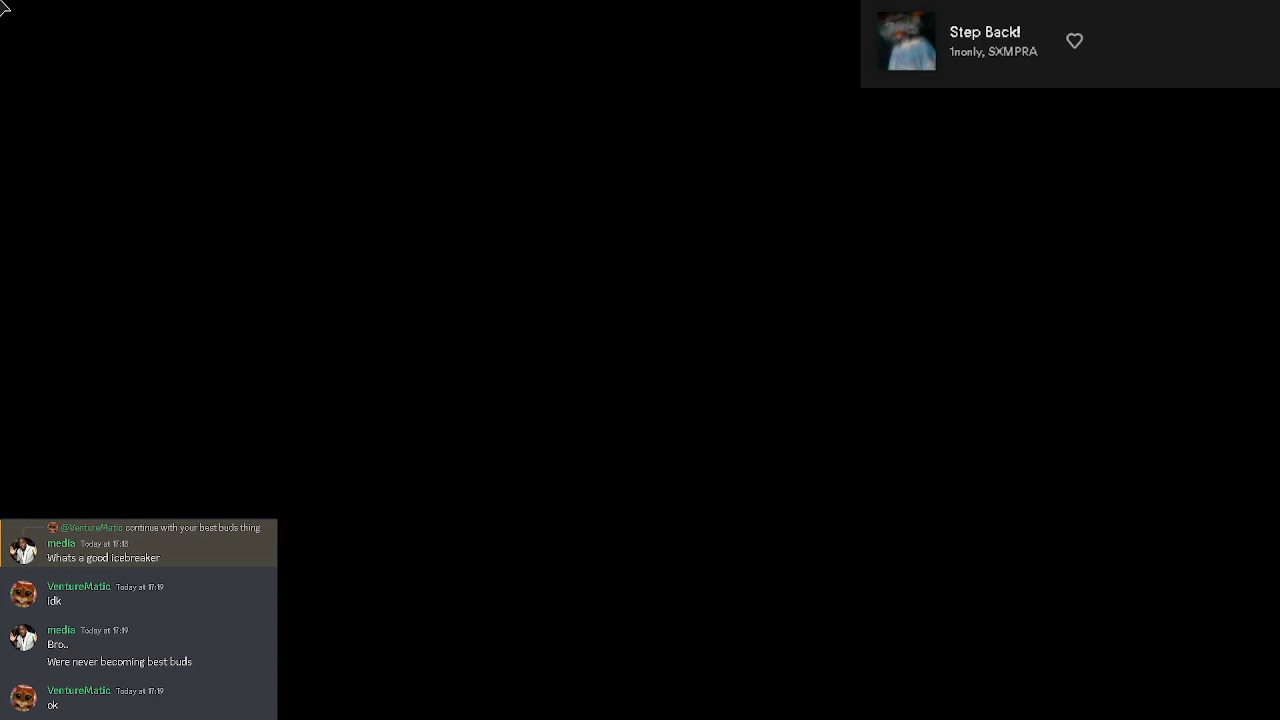 Step Back!
1nonly, SXMPRA
@VentureMatic continue with your best buds thing
media Today at 17:18
Whats a good icebreaker
VentureMatic Today at 17:19
idk
media Today at 17:19
Bro..
Were never becoming best buds
VentureMatic Today at 17:19
ok